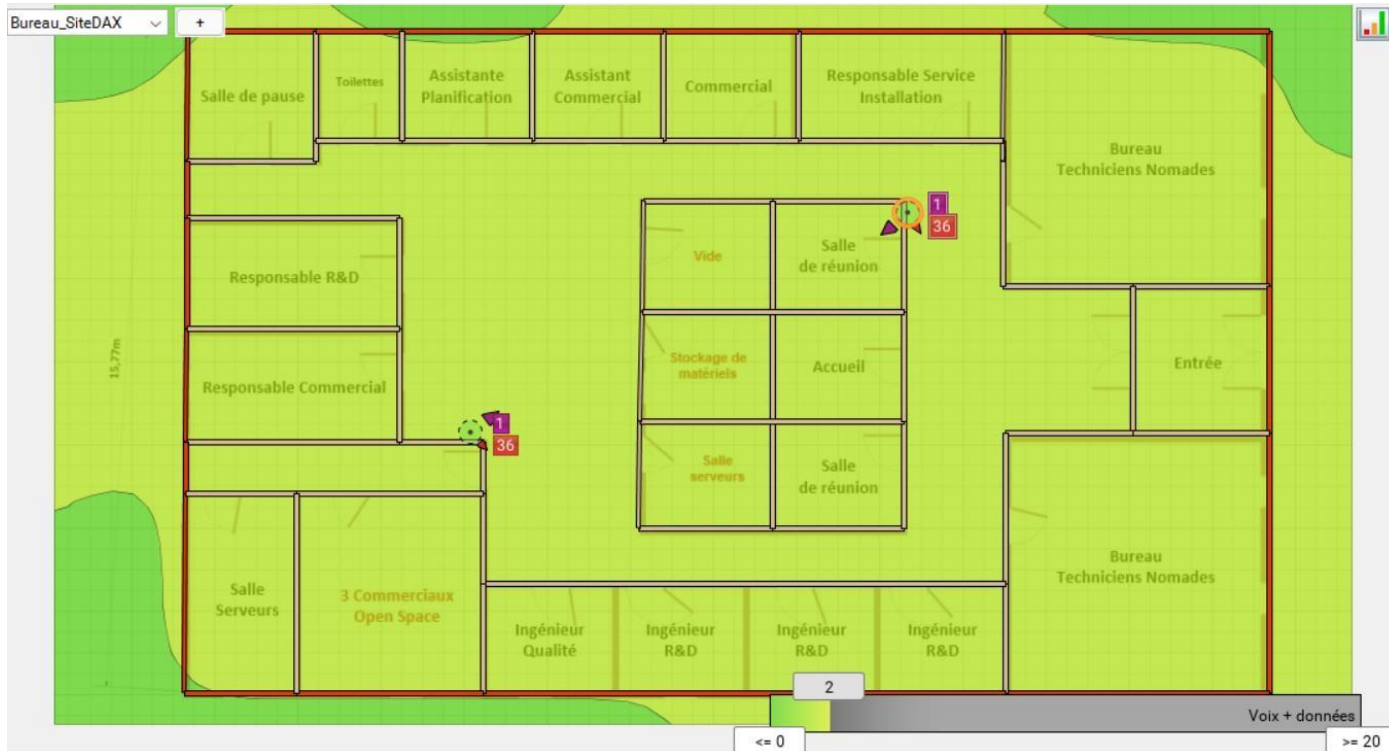 Bureau_SiteDAX
+
Salle de pause
Toilettes
Assistante
Planification
Assistant
Commercial
Commercial
Responsable Service
Installation
Bureau
Techniciens Nomades
1
36
Vide
Salle
de réunion
Responsable R&D
15,77m
Stockage de
matériels
Accueil
Entrée
Responsable Commercial
1
36
Salle
serveurs
Salle
de réunion
Salle
Serveurs
3 Commerciaux
Open Space
Ingénieur
Qualité
Ingénieur
R&D
Ingénieur
R&D
Ingénieur
R&D
Bureau
Techniciens Nomades
2
Voix + données
<= 0
>= 20